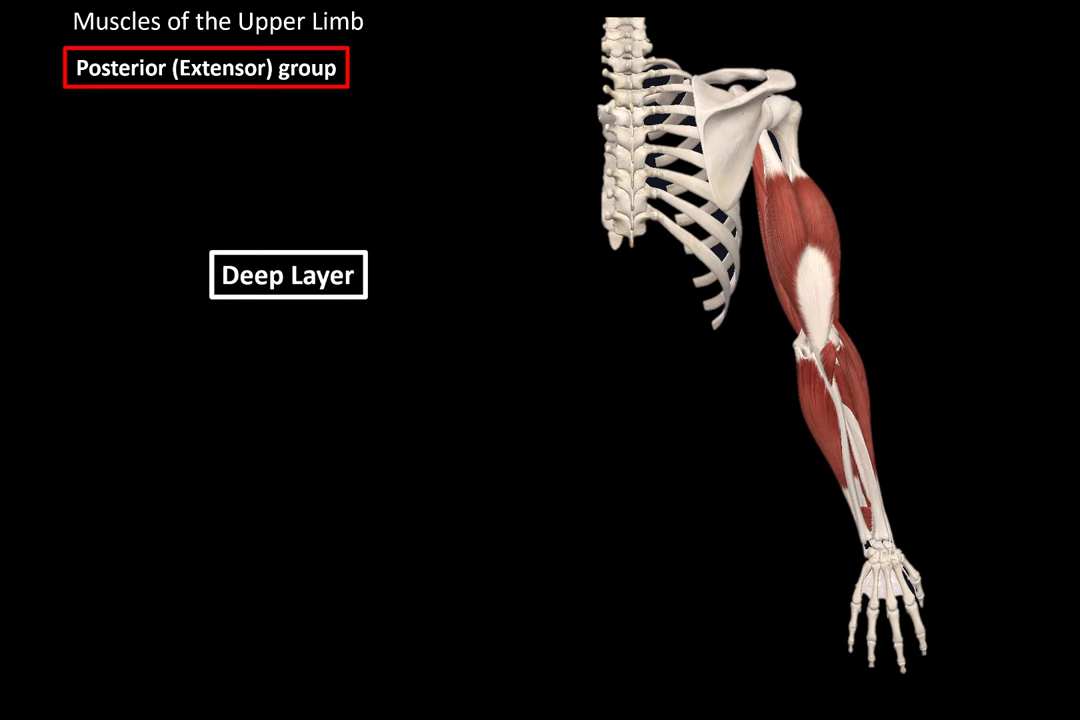 Muscles of the Upper Limb
Posterior (Extensor) group
Deep Layer